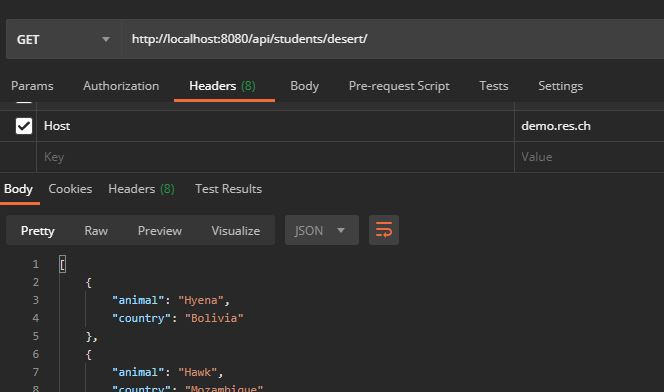 GET http://localhost:8080/api/students/desert/
Params Authorization Headers (8) Body Pre-request Script Tests Settings
Host demo.res.ch
Key Value
Body Cookies Headers (8) Test Results
Pretty Raw Preview Visualize JSON
1 [
2 {
3 "animal": "Hyena",
4 "country": "Bolivia"
5 },
6 {
7 "animal": "Hawk",
"country": "Mozambique"